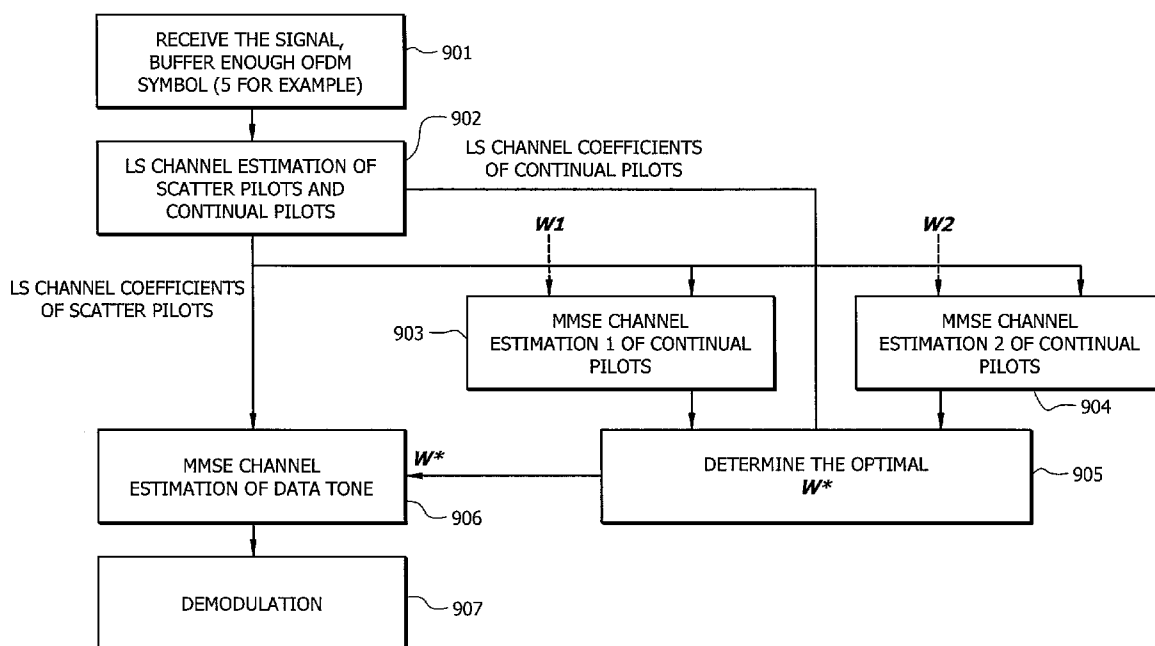 RECEIVE THE SIGNAL,
BUFFER ENOUGH OFDM
SYMBOL (5 FOR EXAMPLE)
901
902
LS CHANNEL ESTIMATION OF
SCATTER PILOTS AND
CONTINUAL PILOTS
LS CHANNEL COEFFICIENTS
OF CONTINUAL PILOTS
W1
W2
LS CHANNEL COEFFICIENTS
OF SCATTER PILOTS
903
MMSE CHANNEL
ESTIMATION 1 OF CONTINUAL
PILOTS
MMSE CHANNEL
ESTIMATION 2 OF CONTINUAL
PILOTS
904
MMSE CHANNEL
ESTIMATION OF DATA TONE
906
W*
DETERMINE THE OPTIMAL
W*
905
DEMODULATION
907